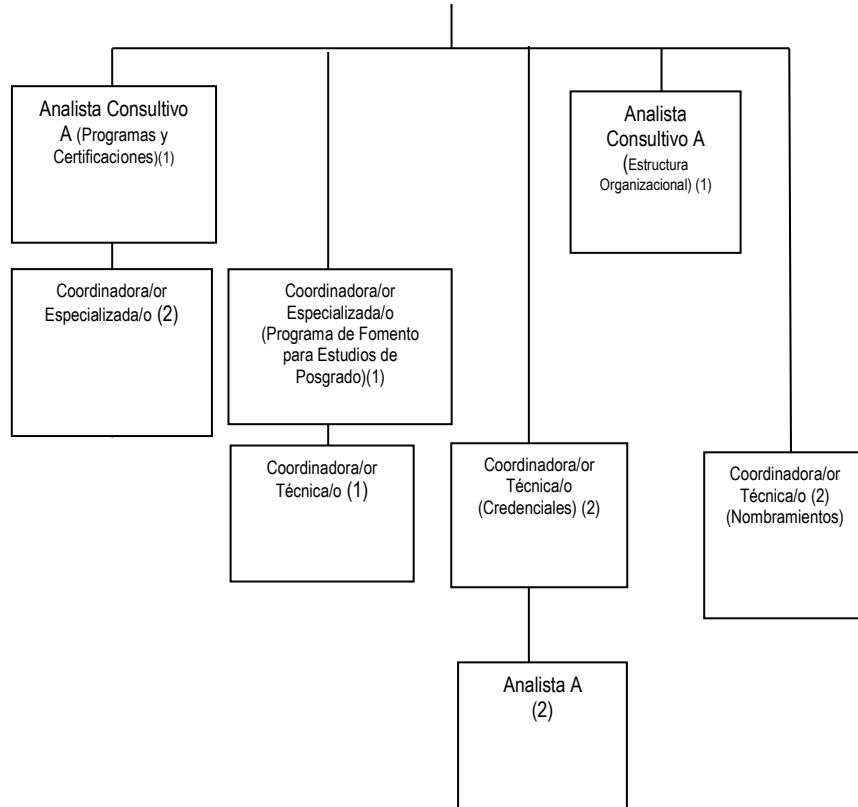 Analista Consultivo
A (Programas y
Certificaciones)(1)
Analista
Consultivo A
(Estructura
Organizacional) (1)
Coordinadora/or
Especializada/o (2)
Coordinadora/or
Especializada/o
(Programa de Fomento
para Estudios de
Posgrado)(1)
Coordinadora/or
Técnica/o (1)
Coordinadora/or
Técnica/o
(Credenciales) (2)
Coordinadora/or
Técnica/o (2)
(Nombramientos)
Analista A
(2)